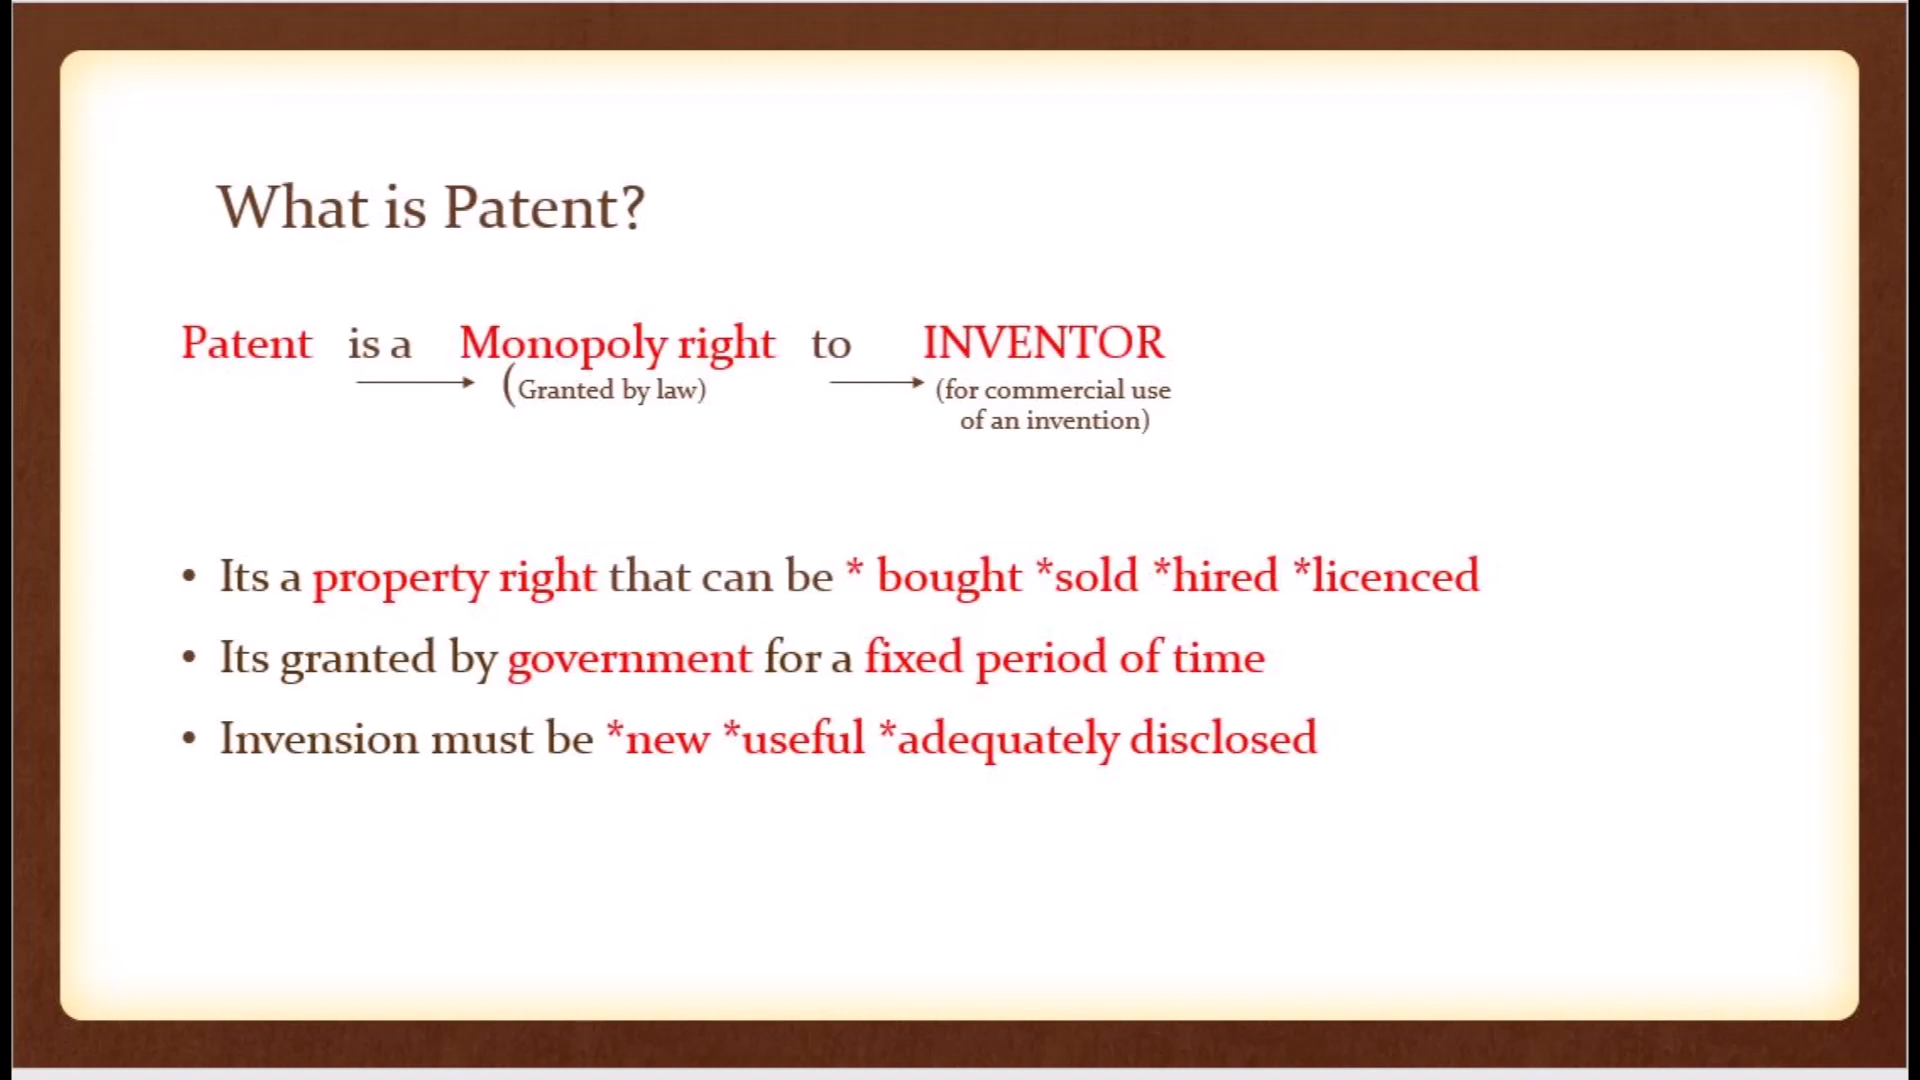 What is Patent?
Patent is a Monopoly right to INVENTOR
(Granted by law) (for commercial use
of an invention)
• Its a property right that can be * bought *sold *hired *licenced
• Its granted by government for a fixed period of time
• Invension must be *new *useful *adequately disclosed